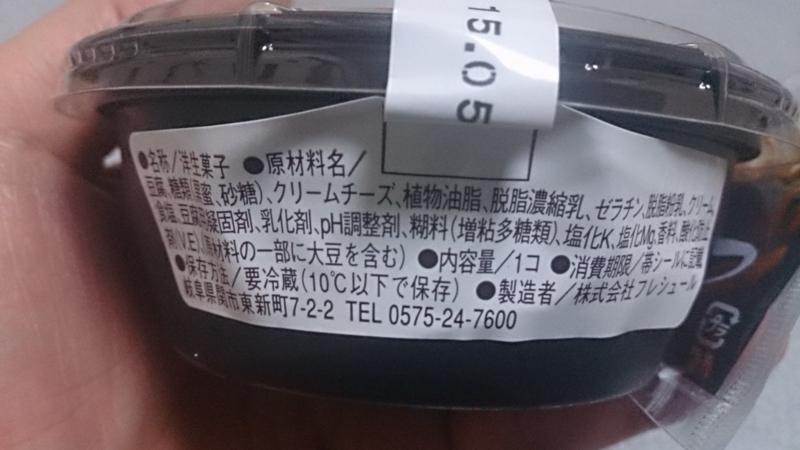 15.05
●名称/洋生菓子 ●原材料名/
豆腐、糖類(黒蜜、砂糖)、クリームチーズ、植物油脂、脱脂濃縮乳、ゼラチン、脱脂粉乳、クリーム、
食塩、豆腐用凝固剤、乳化剤、pH調整剤、糊料(増粘多糖類)、塩化K、塩化Mg、香料、酸化防止
剤(V.E)、(原材料の一部に大豆を含む) ●内容量/1コ ●消費期限/帯シールに記載
●保存方法/要冷蔵(10℃以下で保存) ●製造者/株式会社フレシュール
岐阜県関市東新町7-2-2 TEL 0575-24-7600
プラ